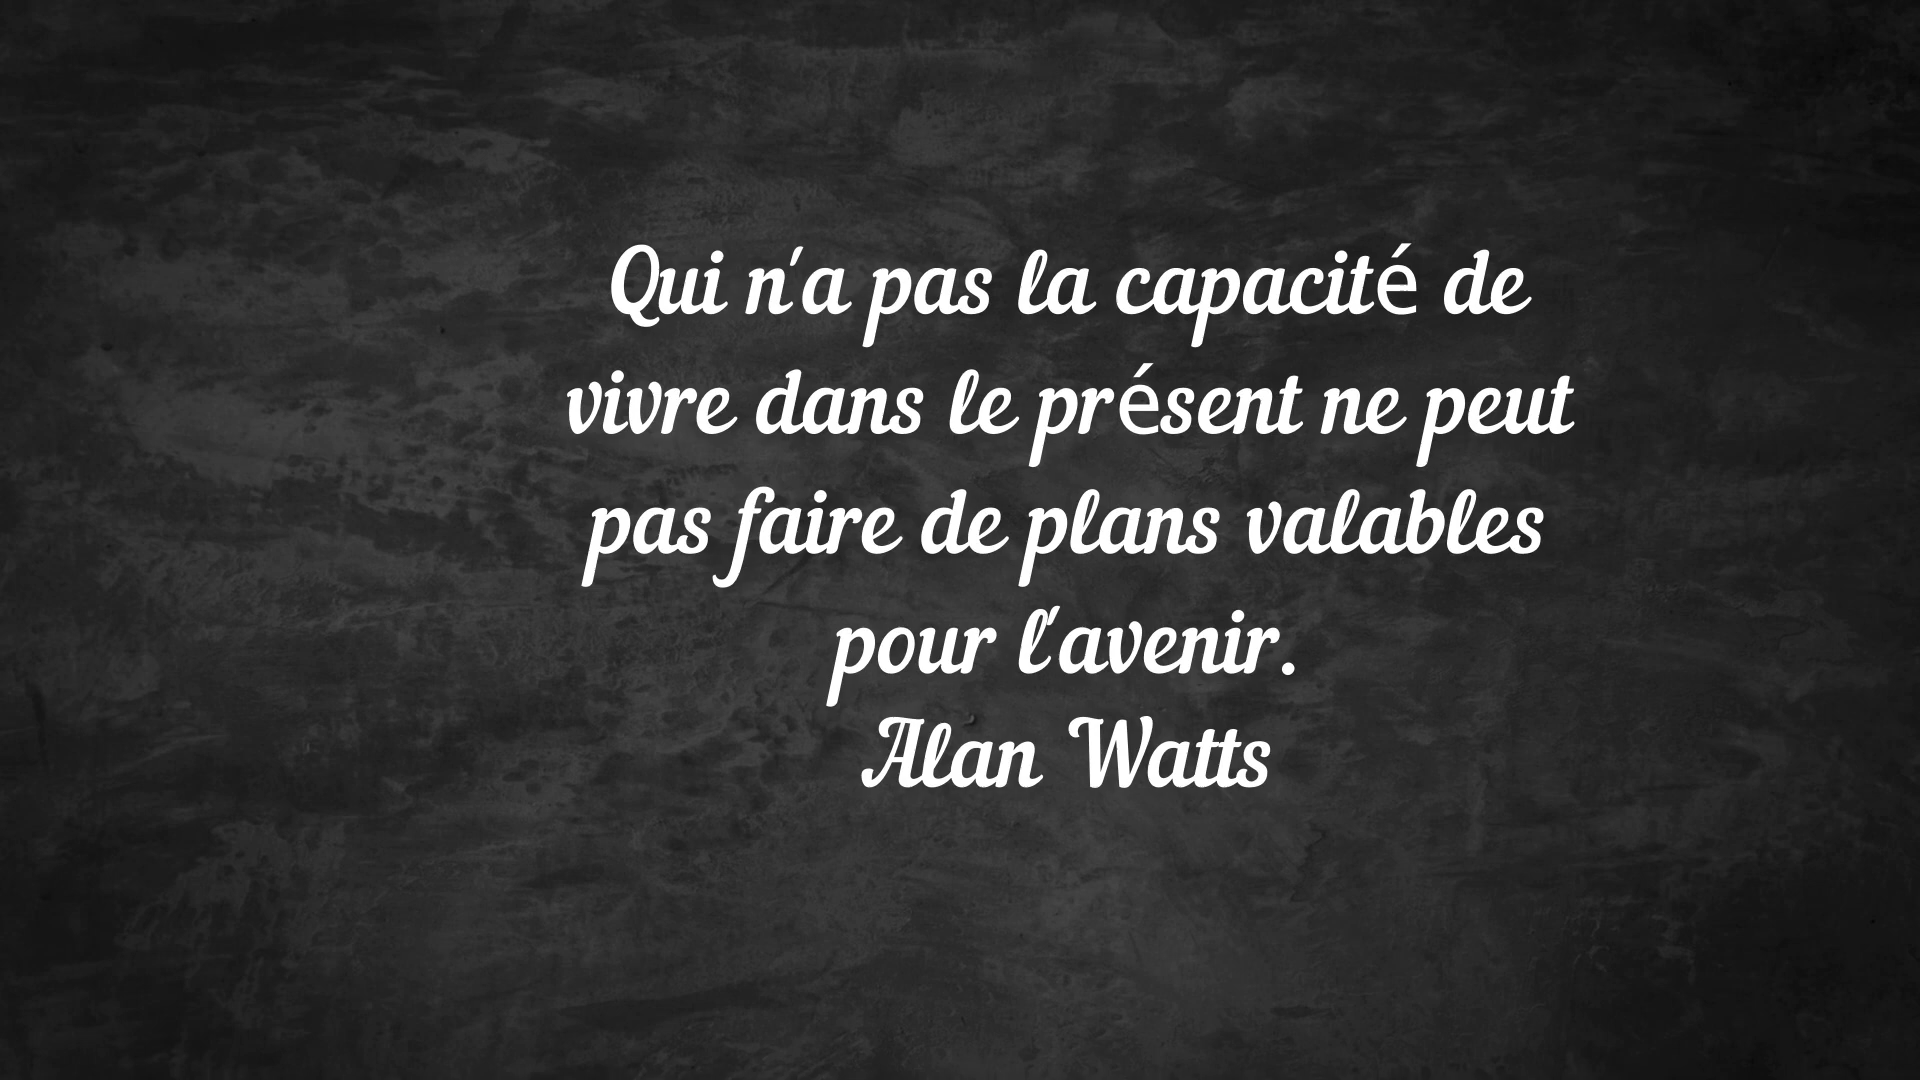 Qui n'a pas la capacité de
vivre dans le présent ne peut
pas faire de plans valables
pour l'avenir.
Alan Watts